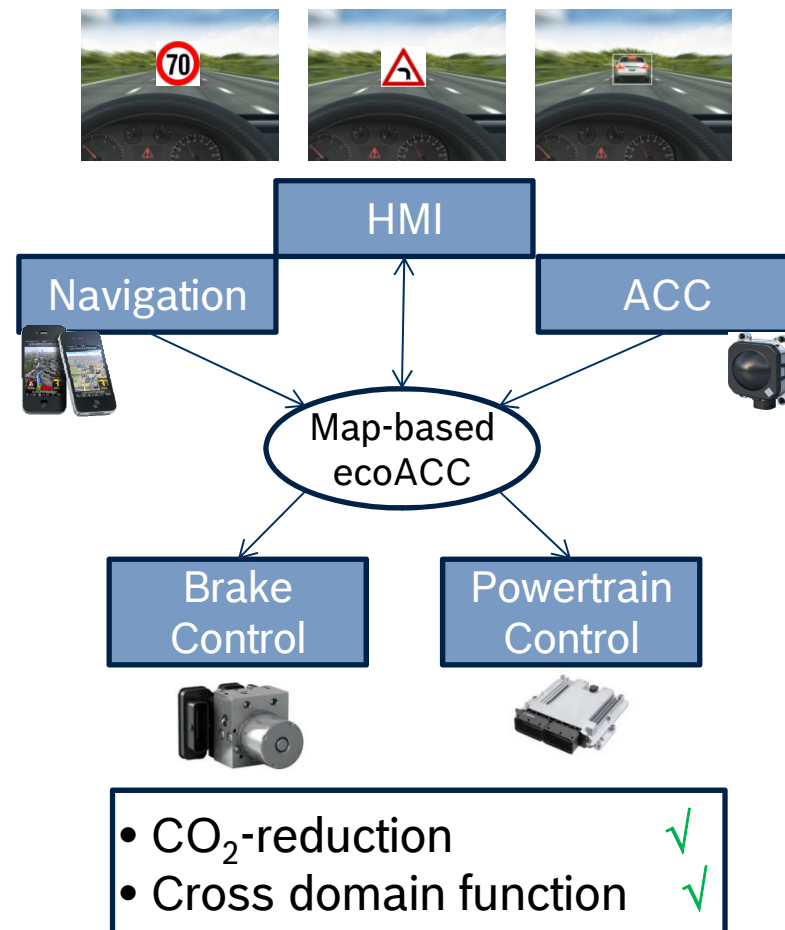 70
HMI
Navigation
ACC
Map-based
ecoACC
Brake
Control
Powertrain
Control
• CO₂-reduction √
• Cross domain function √